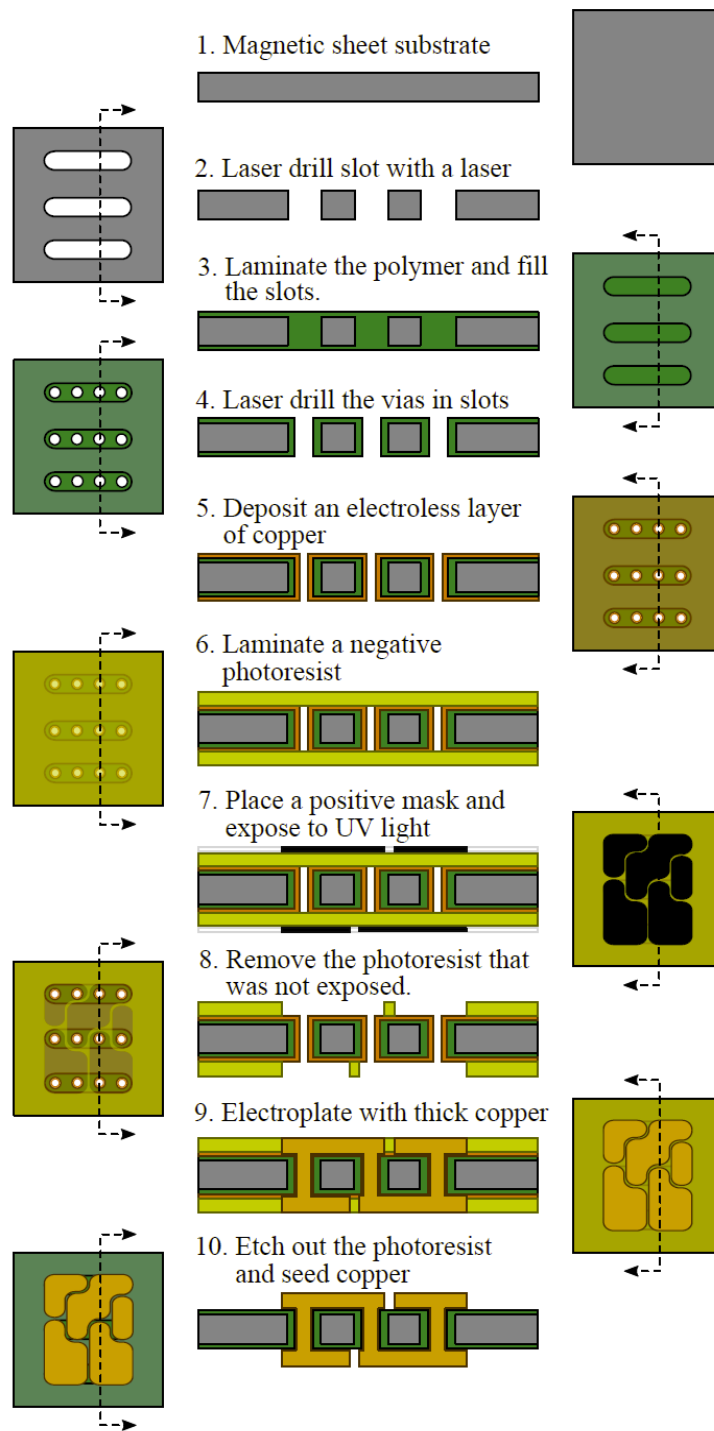 1. Magnetic sheet substrate
2. Laser drill slot with a laser
3. Laminate the polymer and fill
the slots.
4. Laser drill the vias in slots
5. Deposit an electroless layer
of copper
6. Laminate a negative
photoresist
7. Place a positive mask and
expose to UV light
8. Remove the photoresist that
was not exposed.
9. Electroplate with thick copper
10. Etch out the photoresist
and seed copper